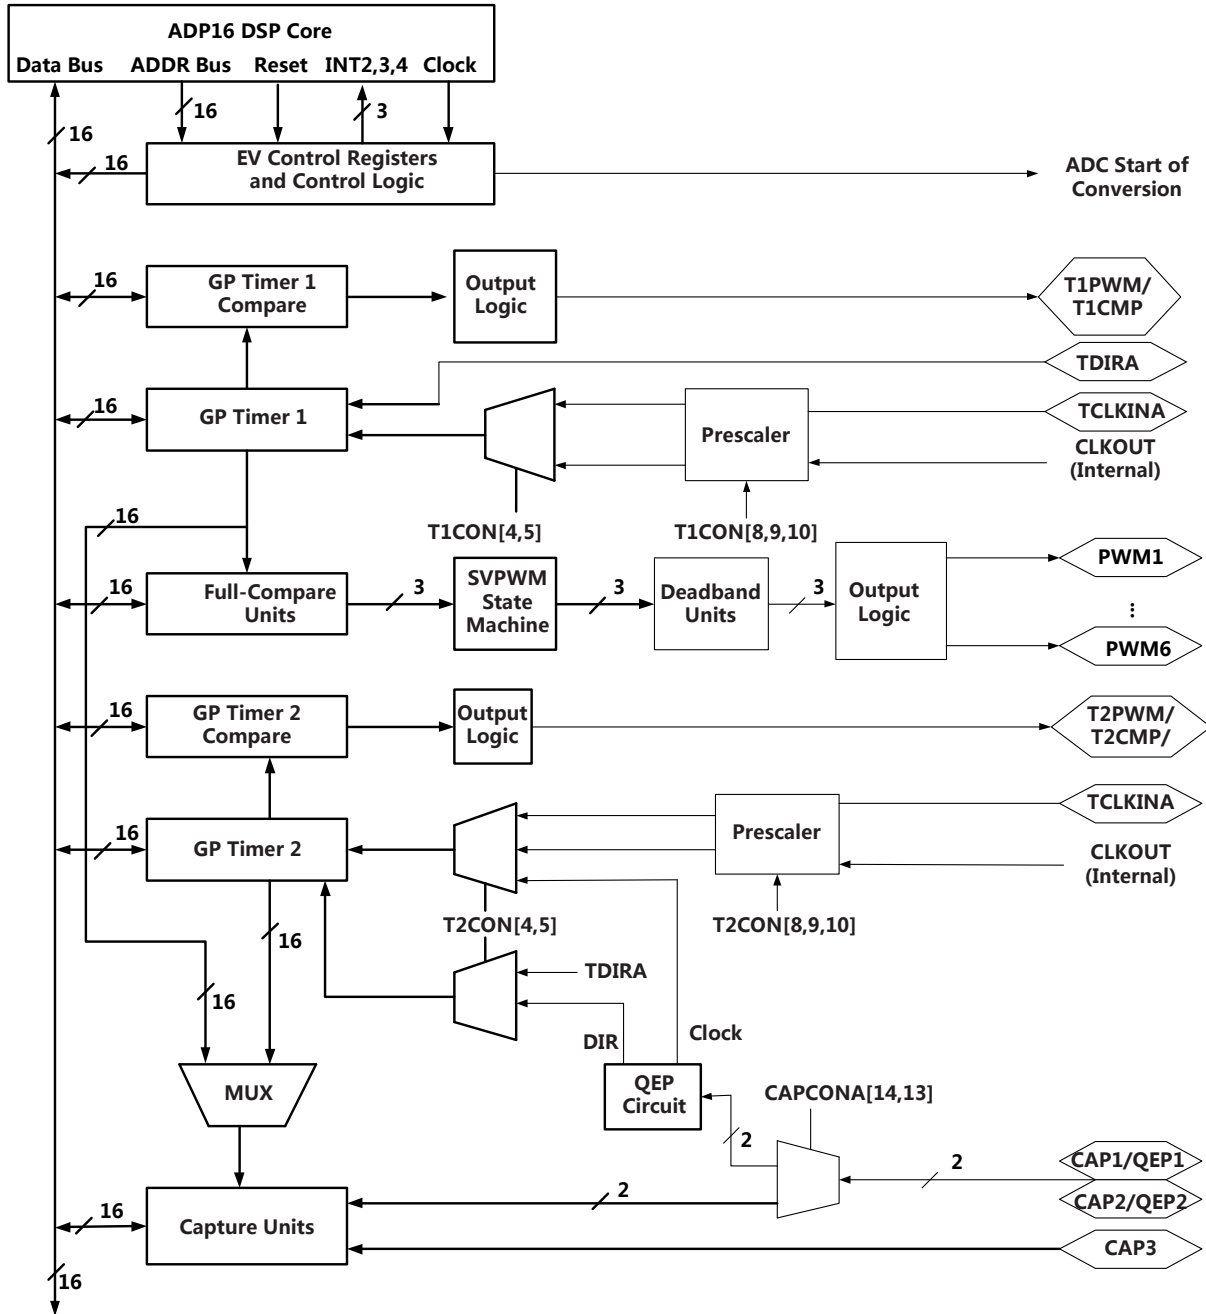 ADP16 DSP Core
Data Bus ADDR Bus Reset INT2,3,4 Clock
16 3
16
16
EV Control Registers
and Control Logic
ADC Start of
Conversion
16
GP Timer 1
Compare
Output
Logic
T1PWM/
T1CMP
TDIRA
16
GP Timer 1
Prescaler
TCLKINA
CLKOUT
(Internal)
T1CON[4,5]
T1CON[8,9,10]
16
16
Full-Compare
Units
3
SVPWM
State
Machine
3
Deadband
Units
3
Output
Logic
PWM1
...
PWM6
16
GP Timer 2
Compare
Output
Logic
T2PWM/
T2CMP/
16
GP Timer 2
Prescaler
TCLKINA
CLKOUT
(Internal)
T2CON[4,5]
T2CON[8,9,10]
16
TDIRA
16
DIR
Clock
MUX
QEP
Circuit
CAPCONA[14,13]
2
2
CAP1/QEP1
2
CAP2/QEP2
16
Capture Units
CAP3
16